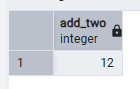 add_two
integer
1 12